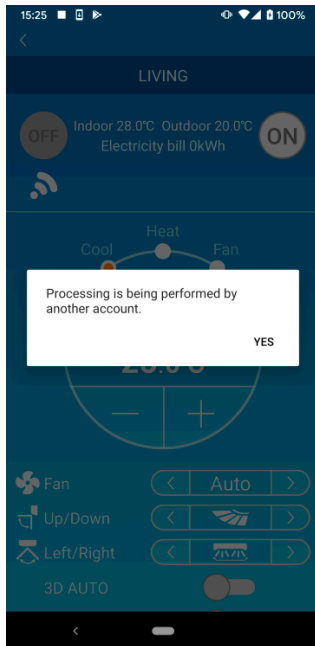 15:25 100%
LIVING
OFF Indoor 28.0℃ Outdoor 20.0℃ ON
Electricity bill 0kWh
Heat
Cool Fan
Processing is being performed by
another account.
YES
Fan Auto
Up/Down
Left/Right
3D AUTO